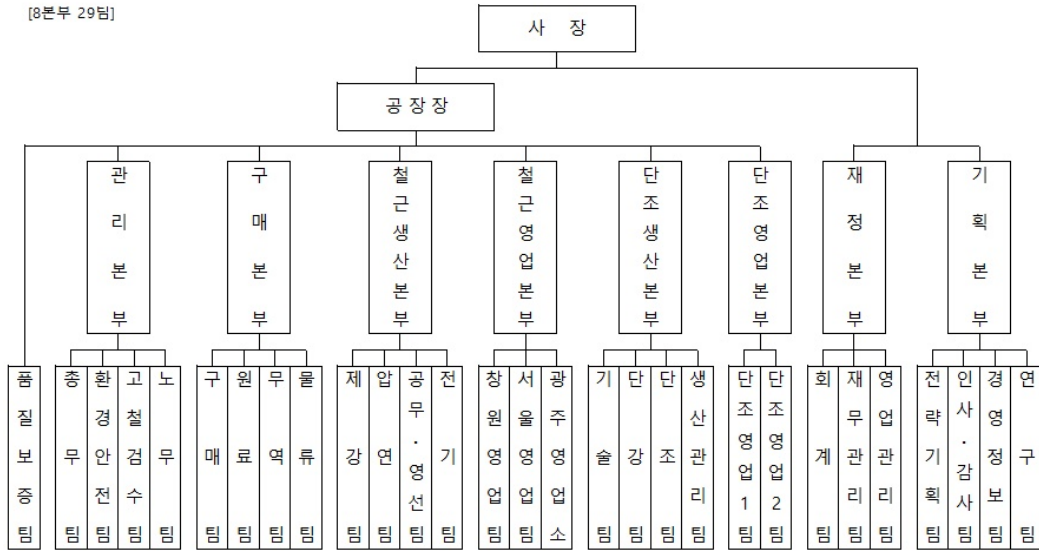 [8본부 29팀]
사 장
공장장
관리본부
구매본부
철근생산본부
철근영업본부
단조생산본부
단조영업본부
재정본부
기획본부
품질보증팀
총무팀
환경안전팀
고철검수팀
노무팀
구매팀
원료팀
무역팀
물류팀
제강팀
압연팀
공무·영선팀
전기팀
창원영업팀
서울영업팀
광주영업소
기술팀
단강팀
단조팀
생산관리팀
단조영업1팀
단조영업2팀
회계팀
재무관리팀
영업관리팀
전략기획팀
인사·감사팀
경영정보팀
연구팀